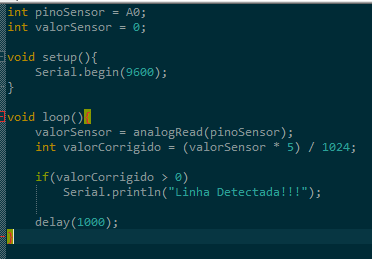 int pinoSensor = A0;
int valorSensor = 0;

void setup(){
    Serial.begin(9600);
}

void loop(){
    valorSensor = analogRead(pinoSensor);
    int valorCorrigido = (valorSensor * 5) / 1024;

    if(valorCorrigido > 0)
        Serial.println("Linha Detectada!!!");

    delay(1000);
}